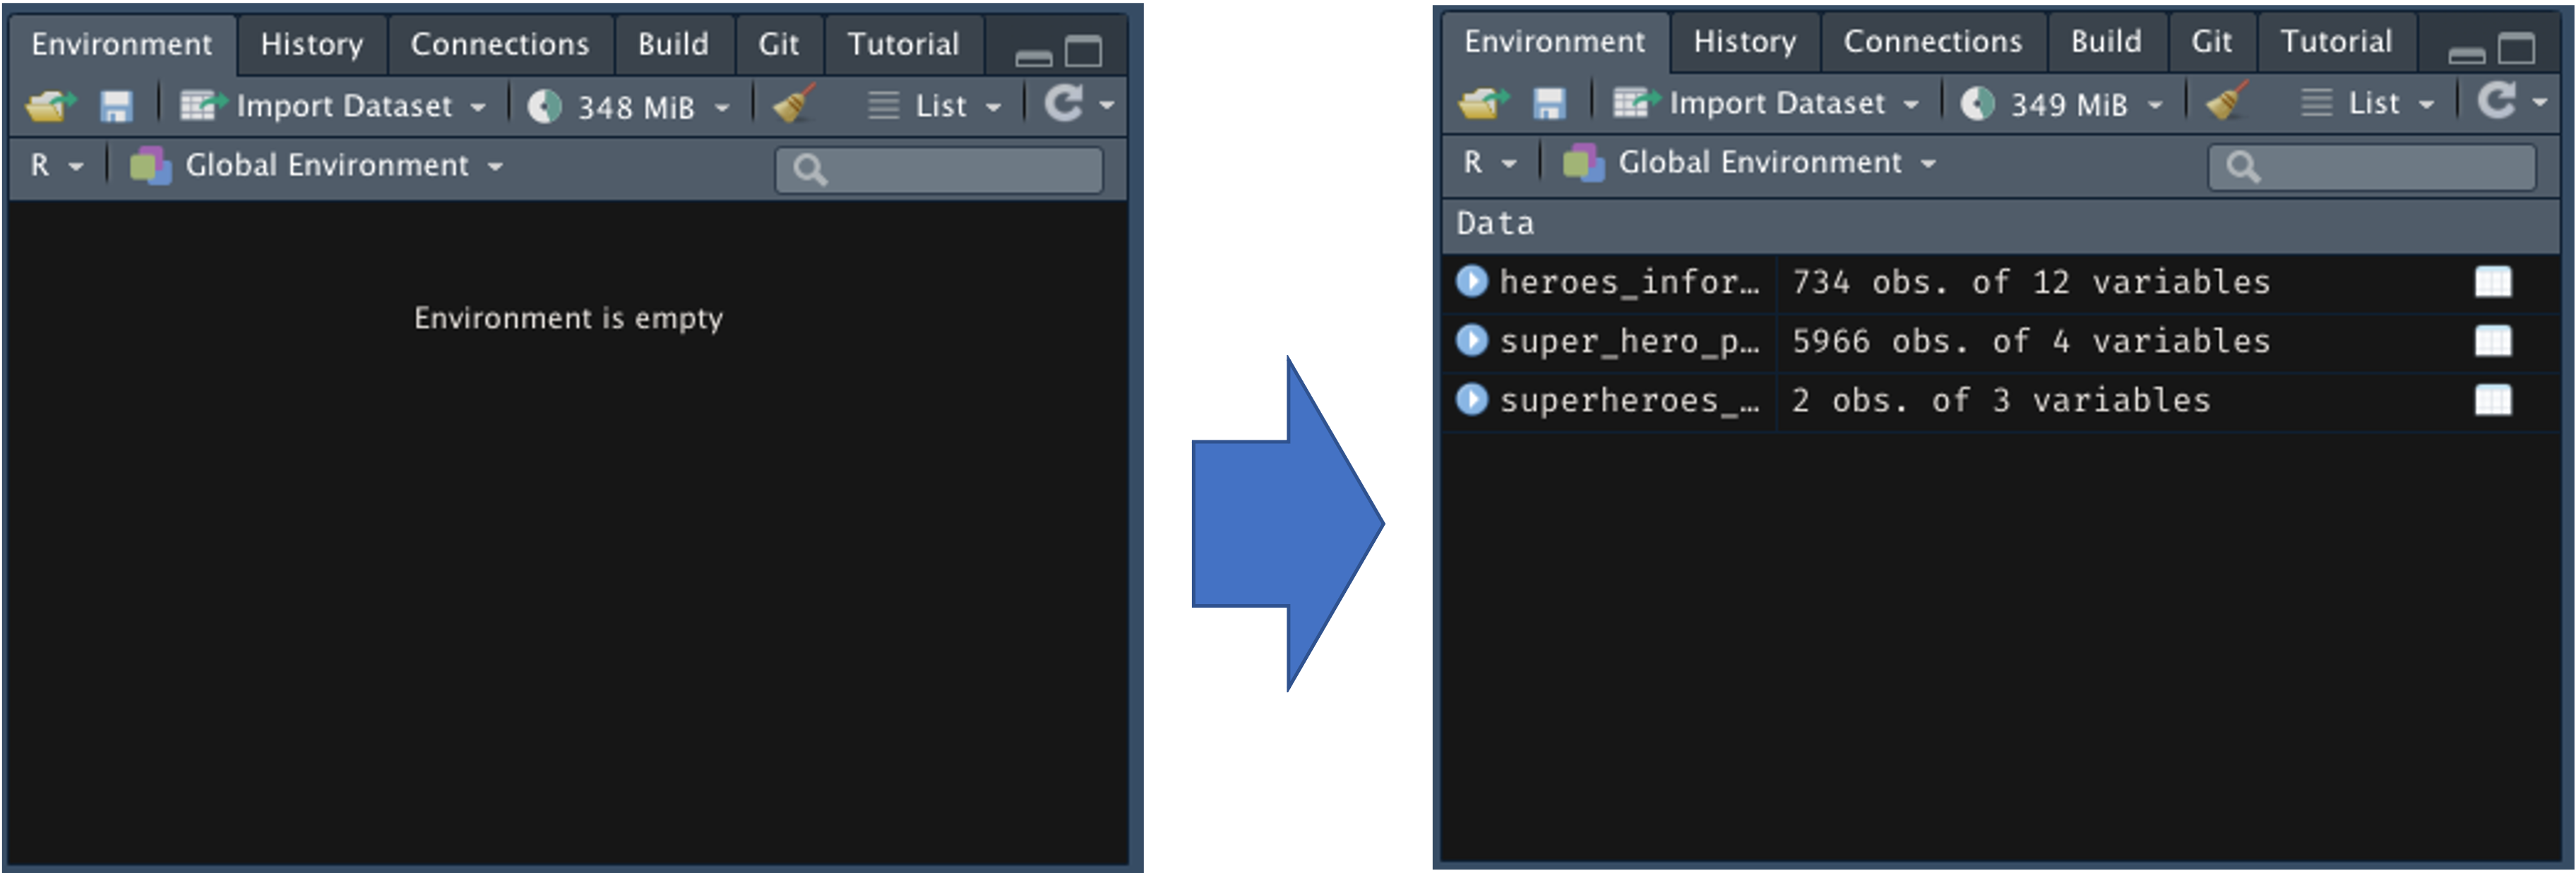 Environment History Connections Build Git Tutorial
Import Dataset 348 MiB List
R Global Environment
Environment is empty
Environment History Connections Build Git Tutorial
Import Dataset 349 MiB List
R Global Environment
Data
heroes_infor… 734 obs. of 12 variables
super_hero_p… 5966 obs. of 4 variables
superheroes_… 2 obs. of 3 variables